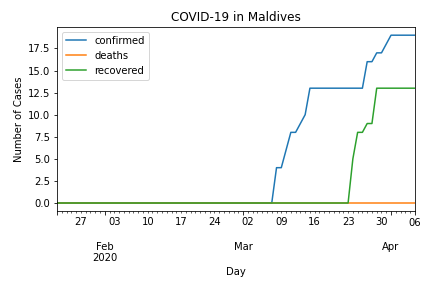 COVID-19 in Maldives
confirmed
deaths
recovered
Number of Cases
17.5
15.0
12.5
10.0
7.5
5.0
2.5
0.0
27 03 10 17 24 02 09 16 23 30 06
Feb Mar Apr
2020
Day